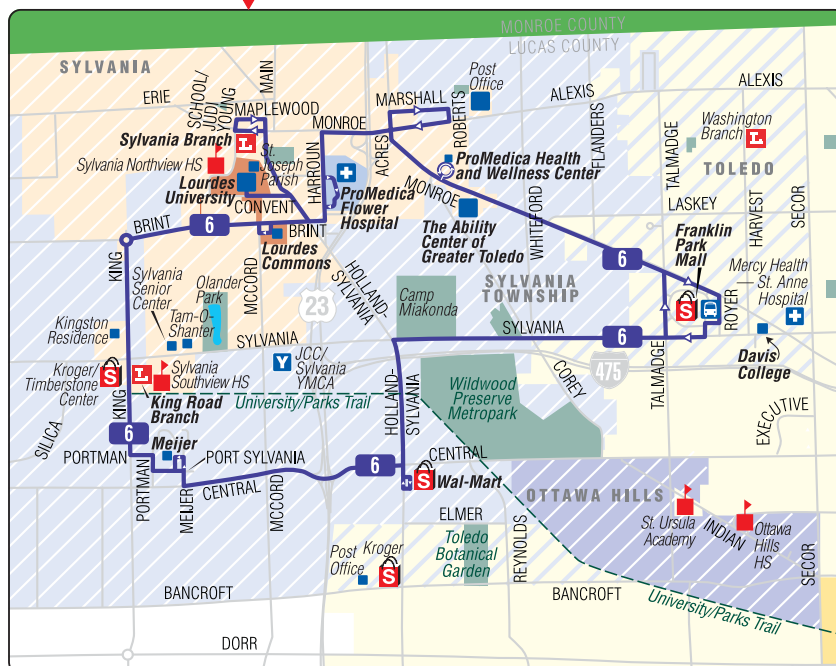 MONROE COUNTY
LUCAS COUNTY
SYLVANIA
ERIE
SCHOOL/
JUDI
YOUNG
MAIN
MAPLEWOOD
MONROE
MARSHALL
ROBERTS
Post
Office
ALEXIS
ALEXIS
FLANDERS
TALMADGE
Washington
Branch
L
TOLEDO
Sylvania Branch
L
Sylvania Northview HS
St.
Joseph
Parish
Lourdes
University
CONVENT
HARROUN
ACRES
ProMedica
Flower
Hospital
MONROE
ProMedica Health
and Wellness Center
The Ability
Center of
Greater Toledo
WHITEFORD
LASKEY
HARVEST
SECOR
BRINT
6
BRINT
Lourdes
Commons
KING
Sylvania
Senior
Center
Olander
Park
Tam-O-
Shanter
MCCORD
HOLLAND-
SYLVANIA
23
Camp
Miakonda
SYLVANIA
TOWNSHIP
6
Franklin
Park
Mall
S
ROYER
Mercy Health
St. Anne
Hospital
Kingston
Residence
SYLVANIA
SYLVANIA
6
TALMADGE
Davis
College
Kroger/
Timberstone
Center
S
L
Sylvania
Southview HS
Y
JCC/
Sylvania
YMCA
475
COREY
KING
King Road
Branch
University/Parks Trail
HOLLAND-
SYLVANIA
Wildwood
Preserve
Metropark
EXECUTIVE
SILICA
6
Meijer
PORTMAN
PORTMAN
PORT SYLVANIA
MEIJER
CENTRAL
MCCORD
6
CENTRAL
S
Wal-Mart
OTTAWA HILLS
ELMER
REYNOLDS
St. Ursula
Academy
INDIAN
Ottawa
Hills
HS
SECOR
Post
Office
Kroger
S
Toledo
Botanical
Garden
BANCROFT
BANCROFT
University/Parks Trail
DORR